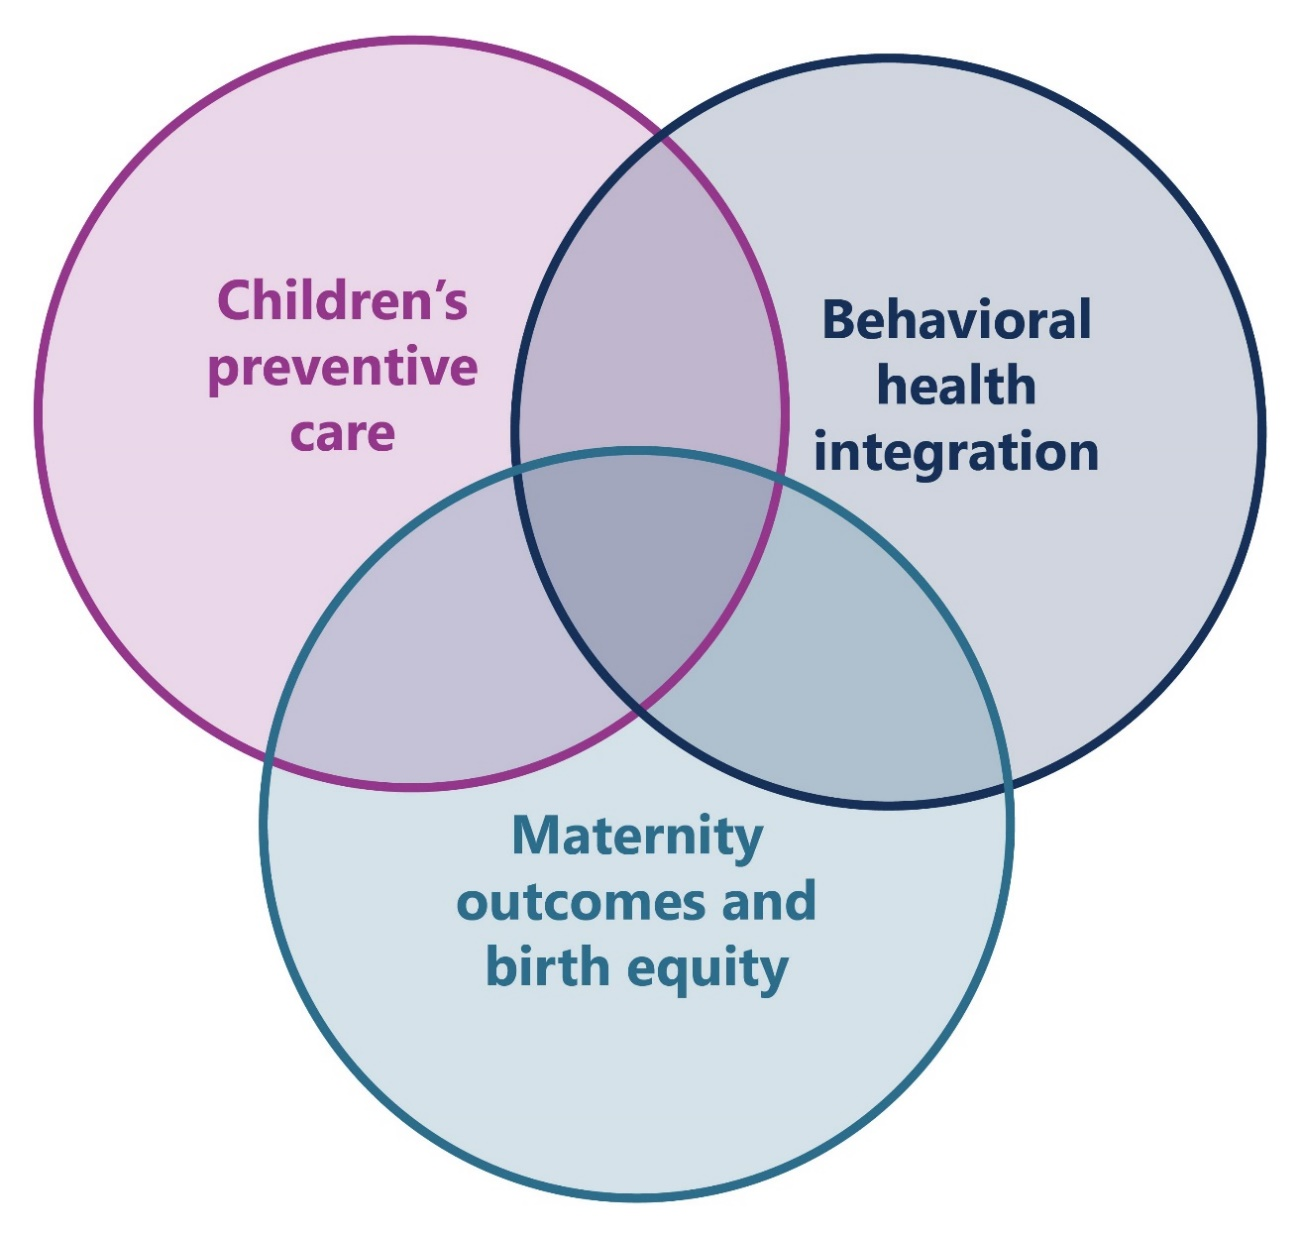 Children’s
preventive
care
Behavioral
health
integration
Maternity
outcomes and
birth equity